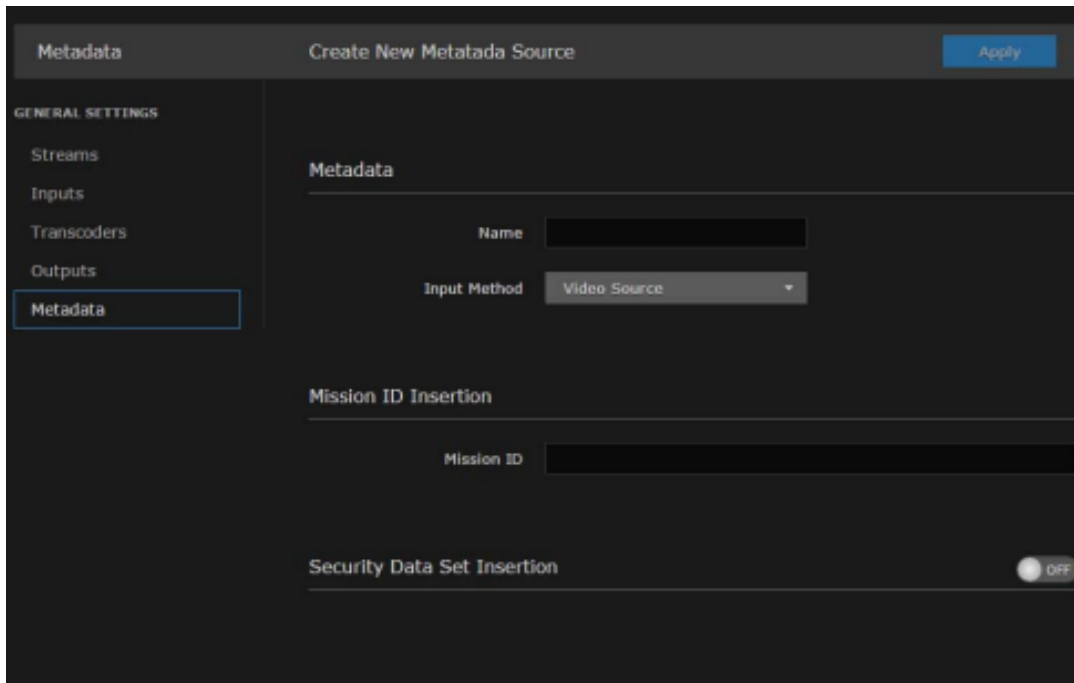 Metadata
Create New Metatada Source
Apply
GENERAL SETTINGS
Streams
Inputs
Transcoders
Outputs
Metadata
Metadata
Name
Input Method
Video Source
Mission ID Insertion
Mission ID
Security Data Set Insertion
OFF